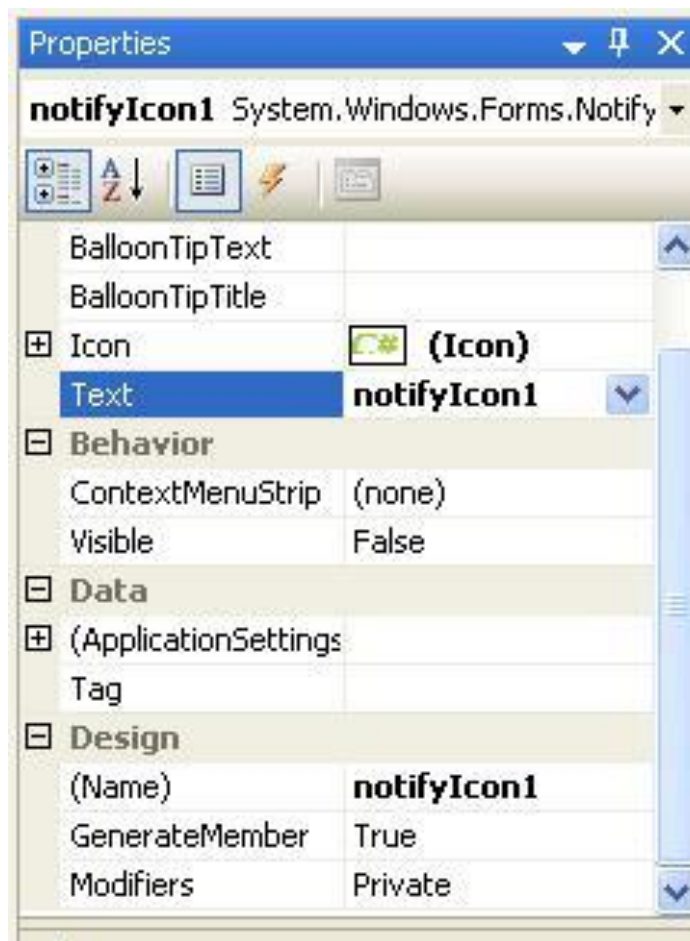 Properties
notifyIcon1 System.Windows.Forms.Notify
A
Z
BalloonTipText
BalloonTipTitle
Icon C# (Icon)
Text notifyIcon1
Behavior
ContextMenuStrip (none)
Visible False
Data
(ApplicationSettings
Tag
Design
(Name) notifyIcon1
GenerateMember True
Modifiers Private